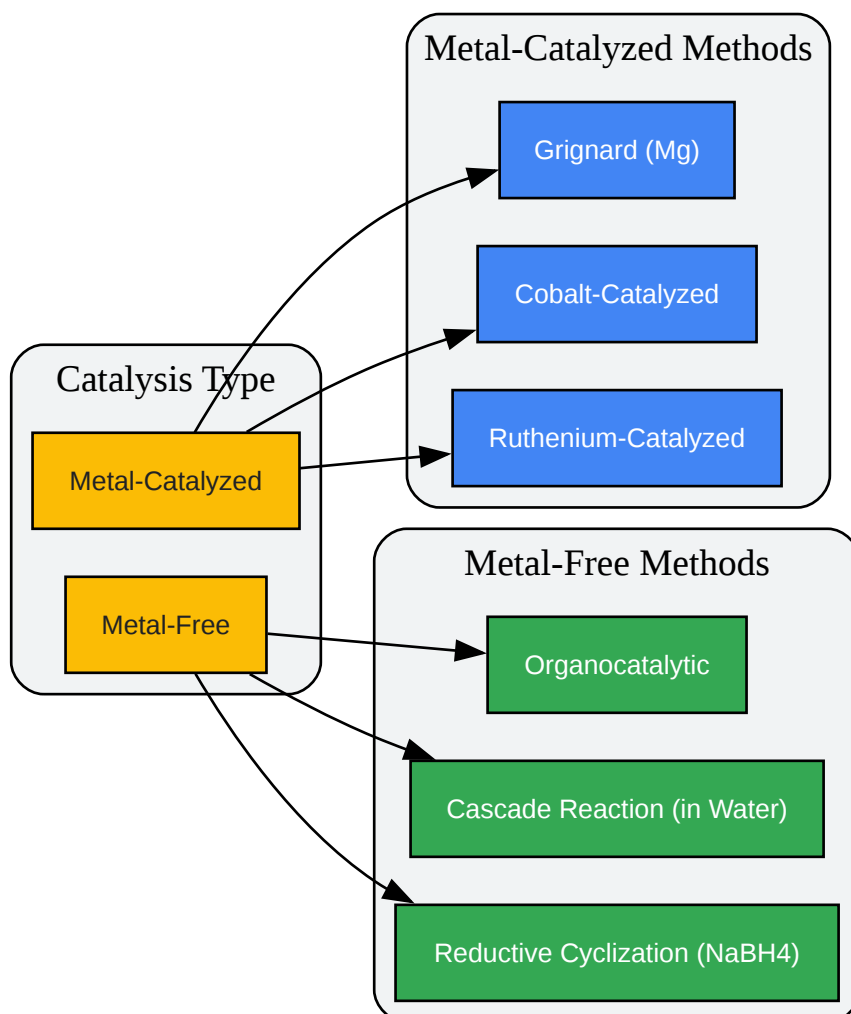 Metal-Catalyzed Methods
Grignard (Mg)
Cobalt-Catalyzed
Ruthenium-Catalyzed
Catalysis Type
Metal-Catalyzed
Metal-Free
Metal-Free Methods
Organocatalytic
Cascade Reaction (in Water)
Reductive Cyclization (NaBH4)